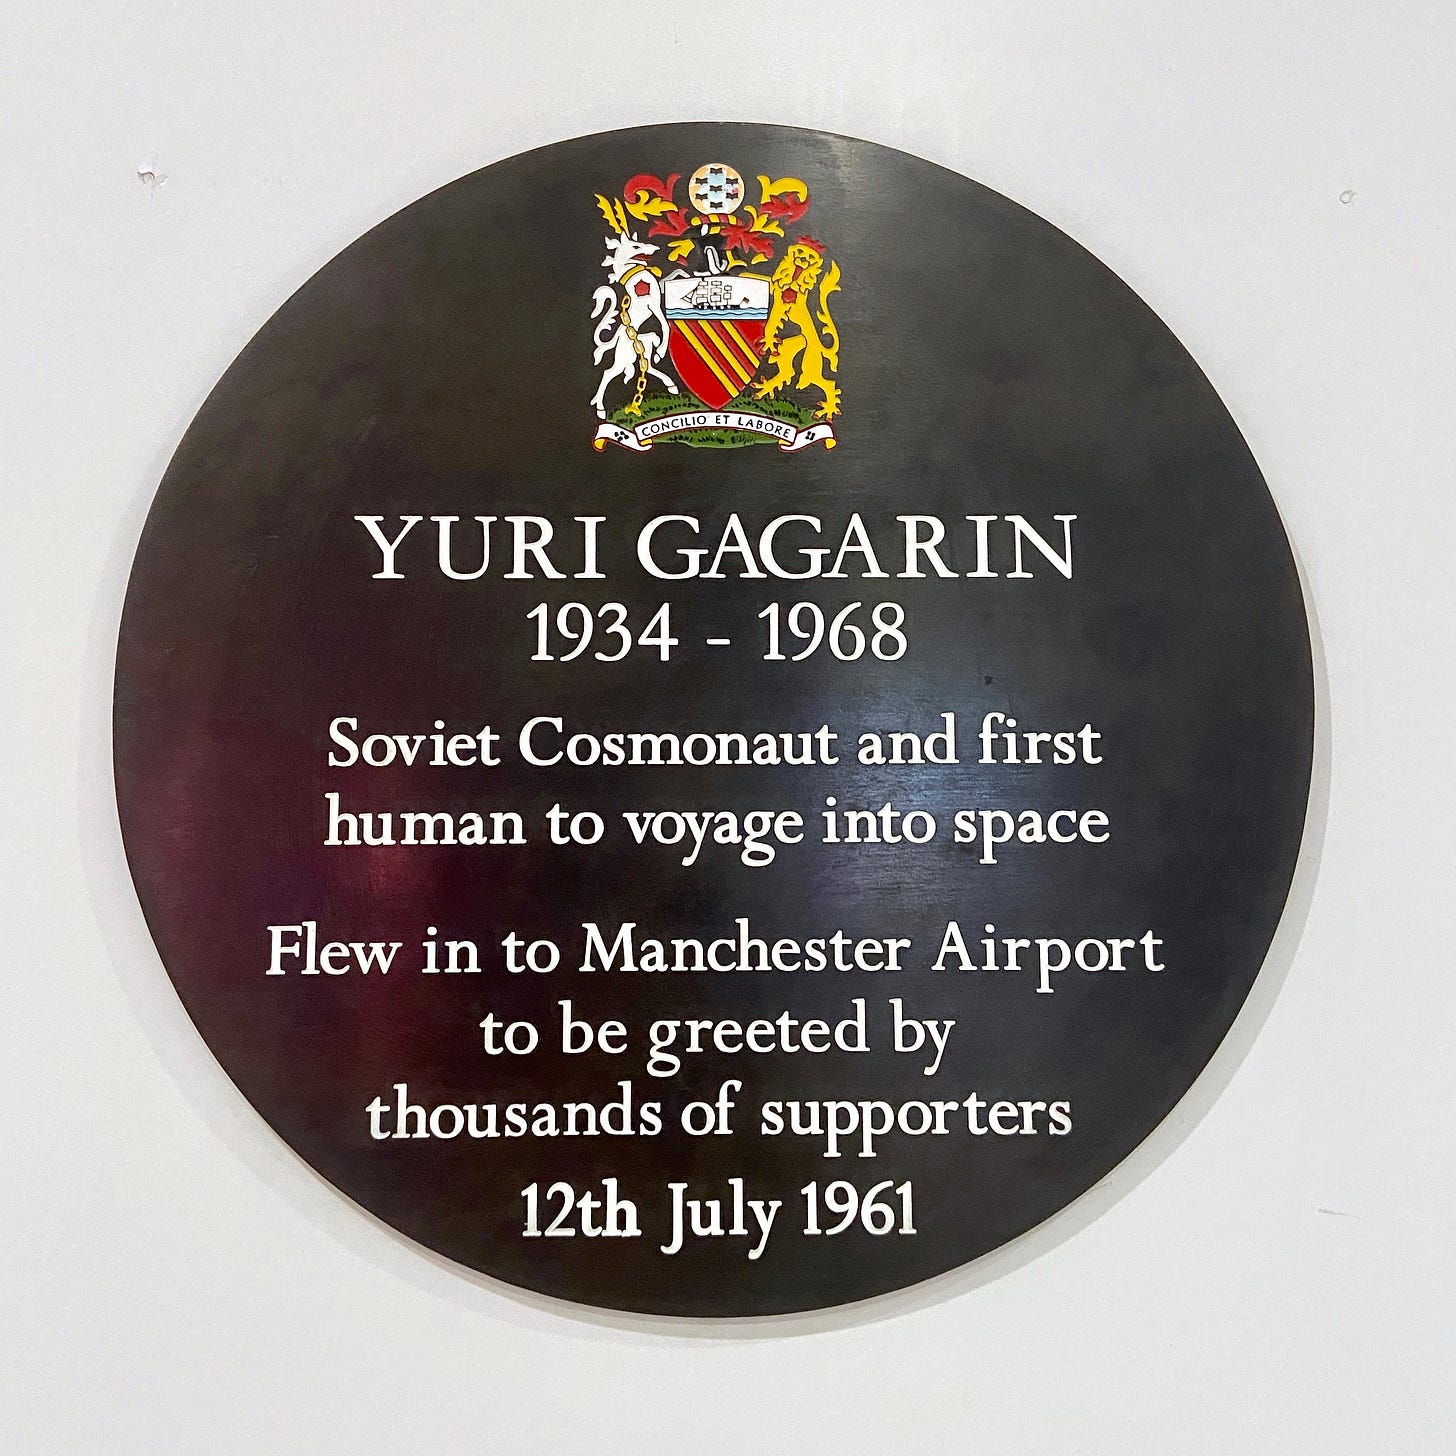 CONCILIO ET LABORE
YURI GAGARIN
1934 - 1968
Soviet Cosmonaut and first
human to voyage into space
Flew in to Manchester Airport
to be greeted by
thousands of supporters
12th July 1961